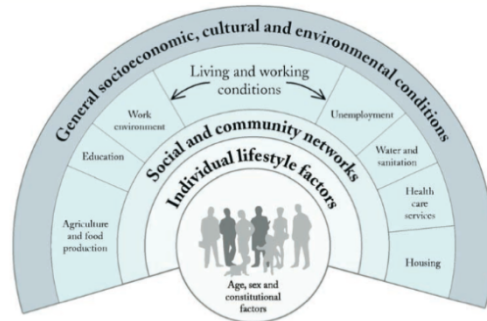 General socioeconomic, cultural and environmental conditions
Living and working
conditions
Work
environment
Unemployment
Education
Water and
sanitation
Social and community networks
Individual lifestyle factors
Agriculture
and food
production
Health
care
services
Housing
Age, sex and
constitutional
factors